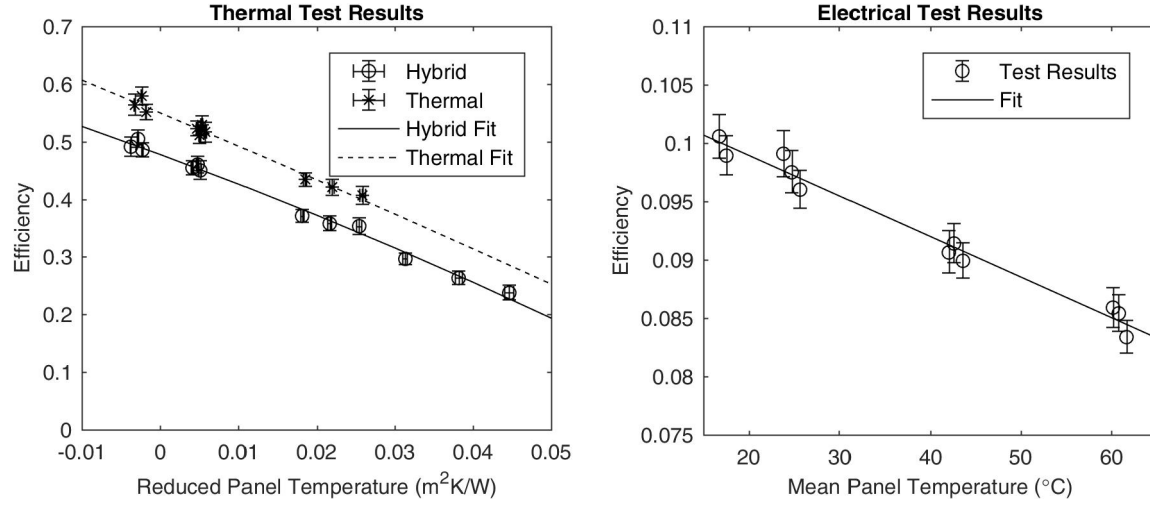 Thermal Test Results
0.7
0.6
0.5
0.4
0.3
0.2
0.1
0
Efficiency
Hybrid
Thermal
Hybrid Fit
Thermal Fit
-0.01 0 0.01 0.02 0.03 0.04 0.05
Reduced Panel Temperature (m²K/W)
Electrical Test Results
0.11
0.105
0.1
0.095
0.09
0.085
0.08
0.075
Efficiency
Test Results
Fit
20 30 40 50 60
Mean Panel Temperature (°C)